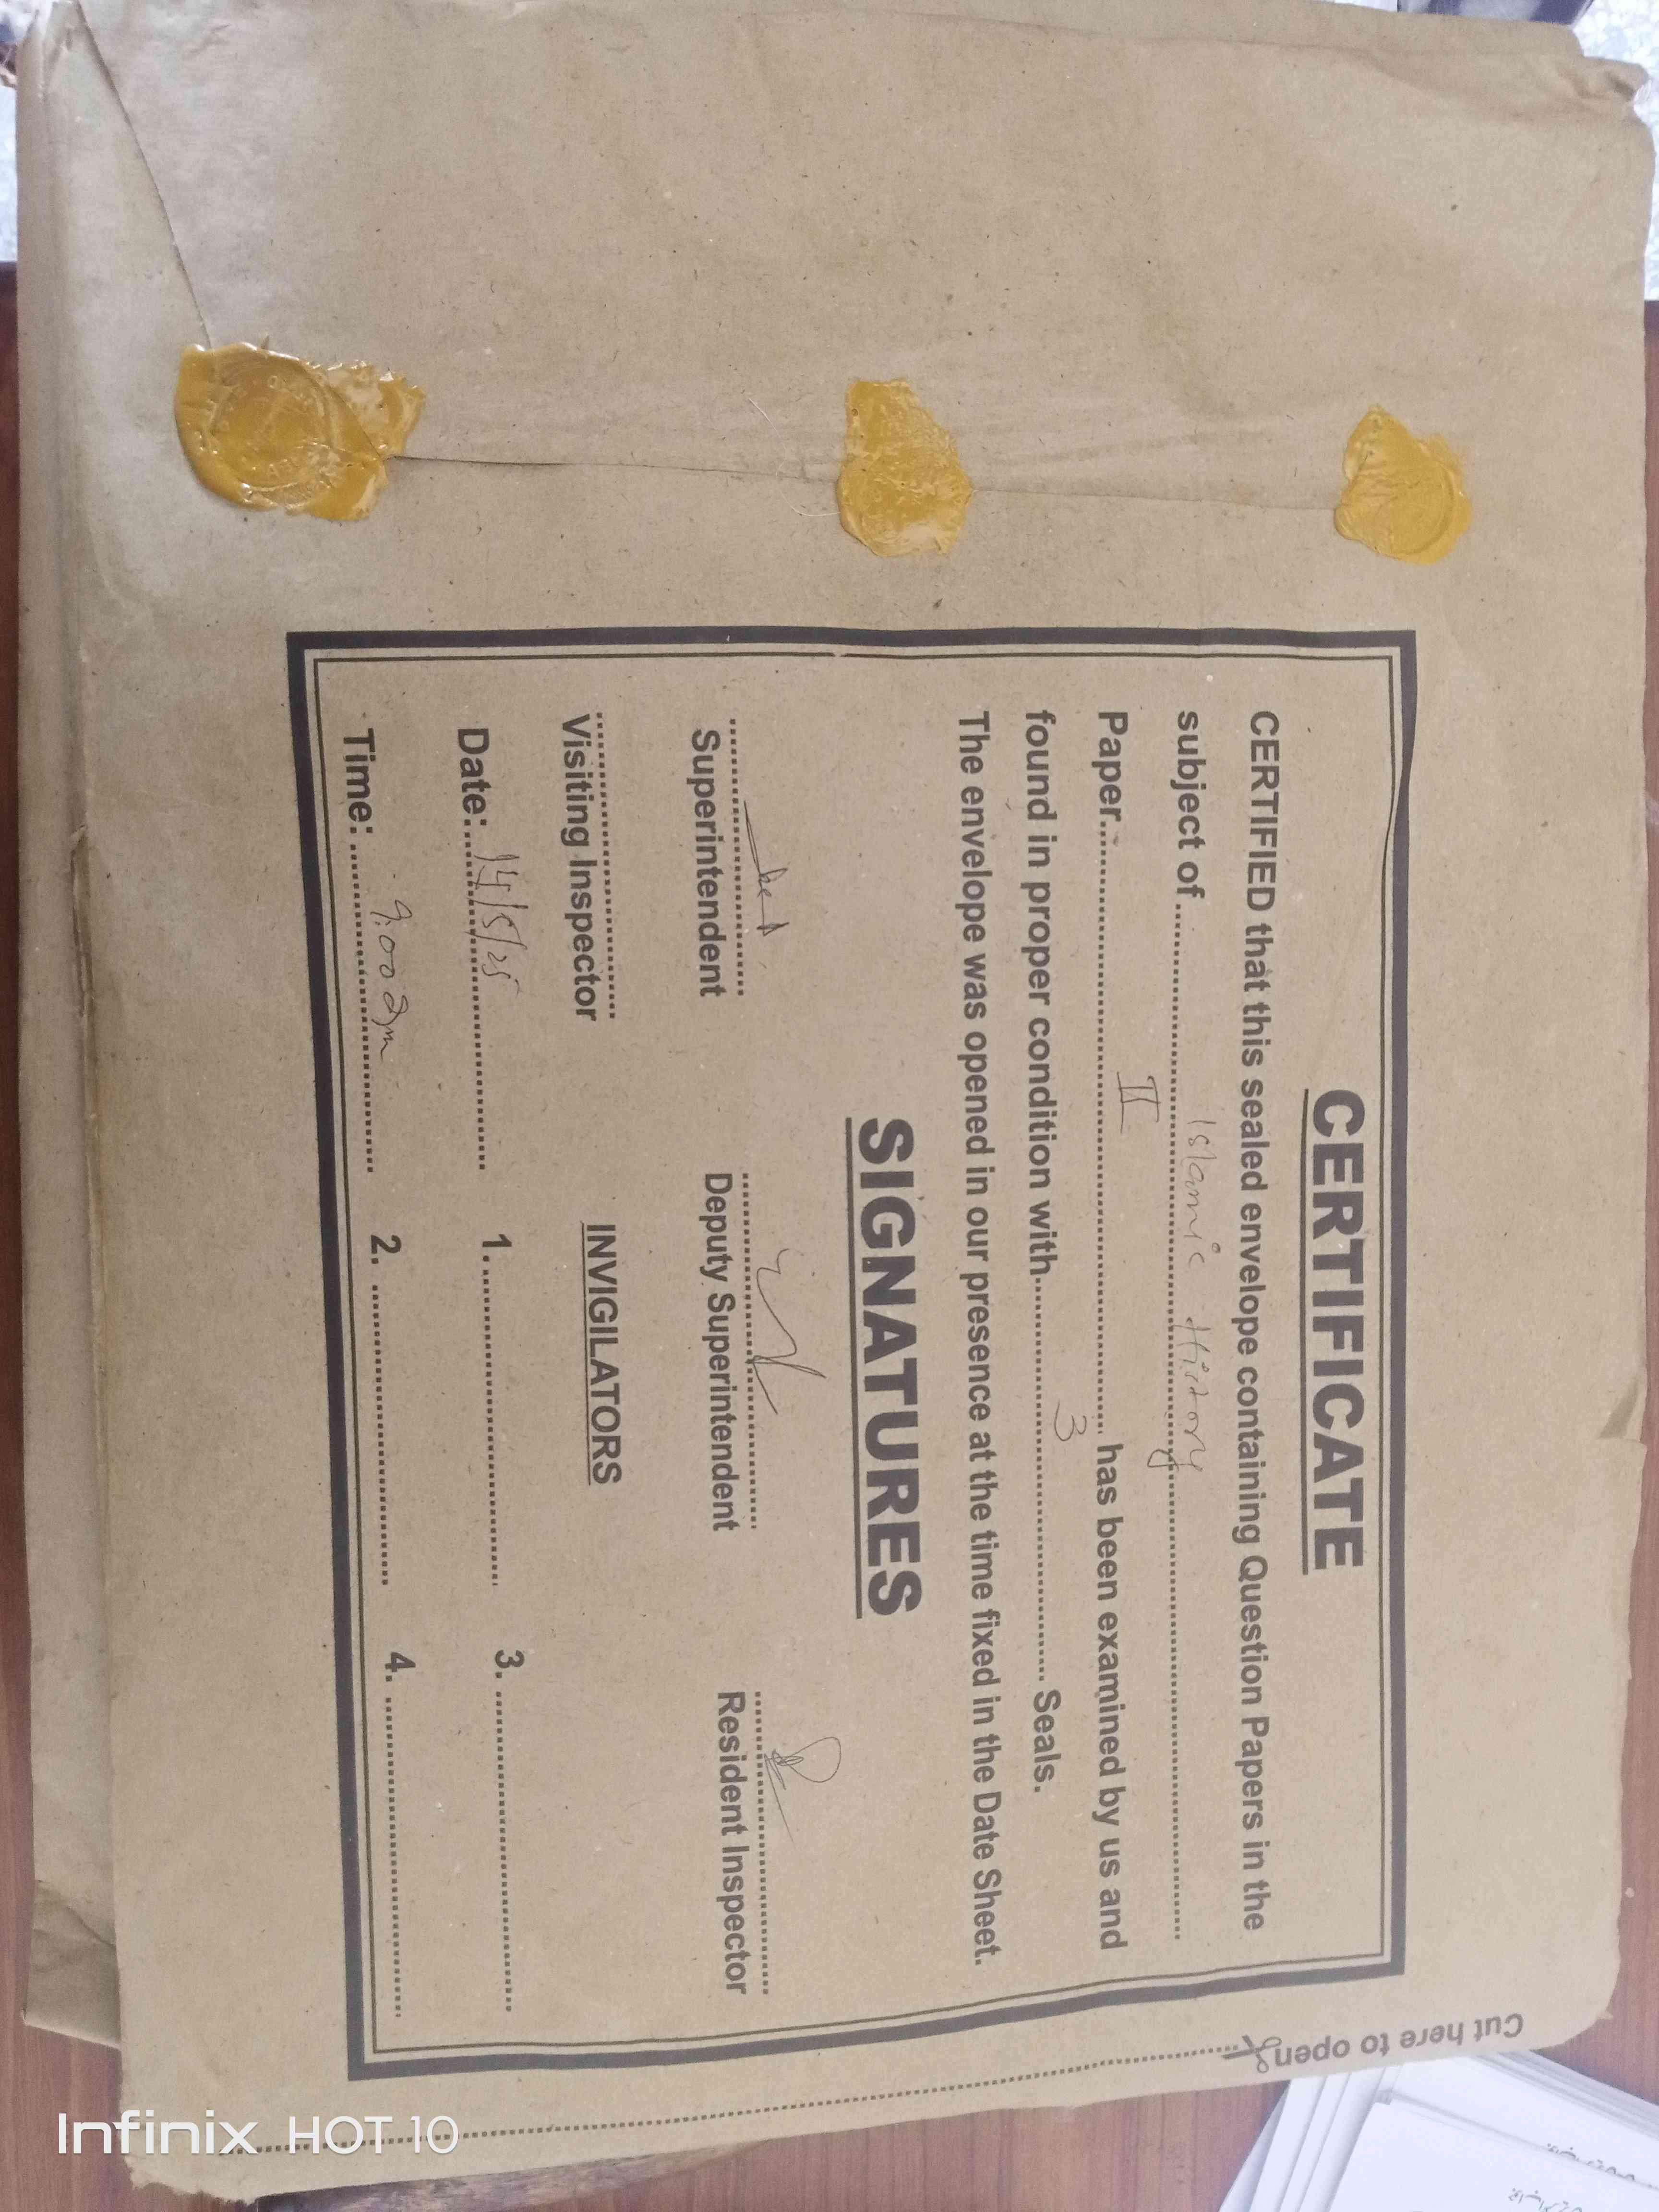 CERTIFICATE
CERTIFIED that this sealed envelope containing Question Papers in the
subject of.......... Islamic History ..........
Paper.......... II .......... has been examined by us and
found in proper condition with.......... 3 .......... Seals.
The envelope was opened in our presence at the time fixed in the Date Sheet.
SIGNATURES
Superintendent Deputy Superintendent Resident Inspector
Visiting Inspector INVIGILATORS
Date:.......... 14/5/25 .......... 1. .......... 3. ..........
Time: .......... 9:00 am .......... 2. .......... 4. ..........
Cut here to open
Infinix HOT 10